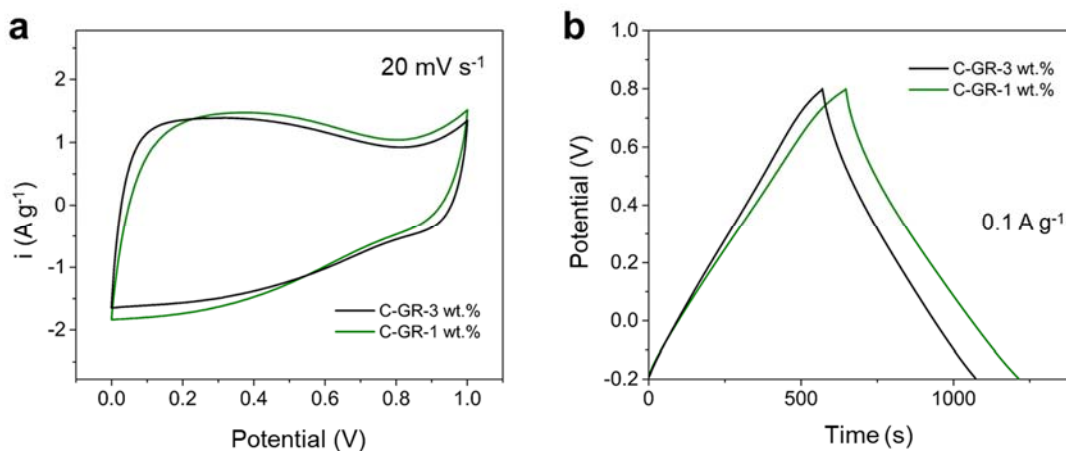 a
20 mV s⁻¹
2
1
0
-1
-2
i (A g⁻¹)
C-GR-3 wt.%
C-GR-1 wt.%
0.0 0.2 0.4 0.6 0.8 1.0
Potential (V)
b
1.0
0.8
0.6
0.4
0.2
0.0
-0.2
Potential (V)
C-GR-3 wt.%
C-GR-1 wt.%
0.1 A g⁻¹
0 500 1000
Time (s)